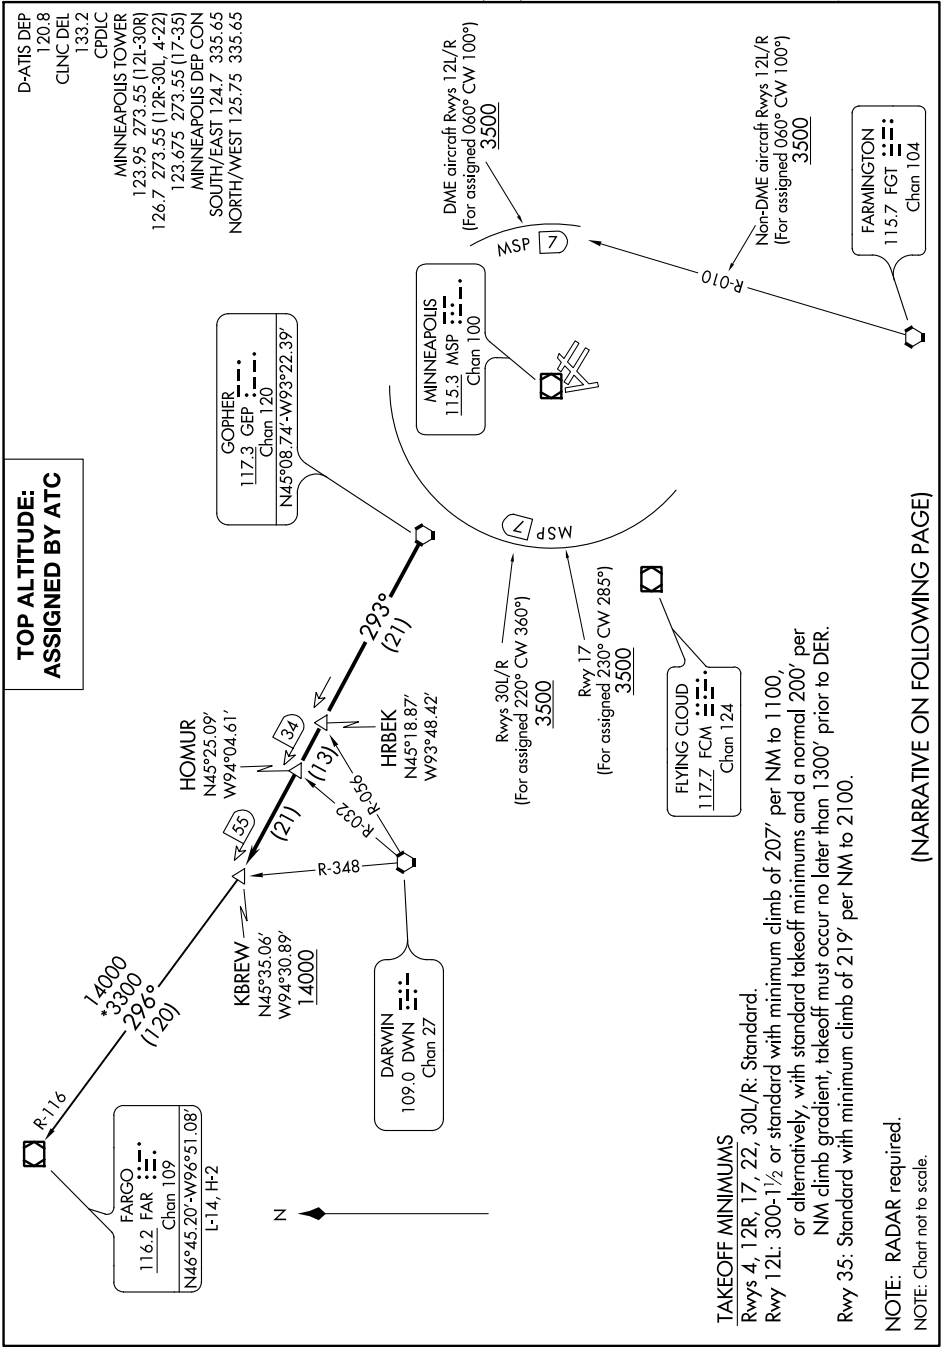 TOP ALTITUDE:
ASSIGNED BY ATC
D-ATIS DEP
120.8
CLNC DEL
133.2
CPDLC
MINNEAPOLIS TOWER
123.95 273.55 (12L-30R)
126.7 273.55 (12R-30L, 4-22)
123.675 273.55 (17-35)
MINNEAPOLIS DEP CON
SOUTH/EAST 124.7 335.65
NORTH/WEST 125.75 335.65
FARGO
116.2 FAR
Chan 109
N46°45.20'-W96°51.08'
L-14, H-2
R-116
14000
*3300
296°
(120)
KBREW
N45°35.06'
W94°30.89'
14000
55
(21)
HOMUR
N45°25.09'
W94°04.61'
34
(13)
HRBEK
N45°18.87'
W93°48.42'
293°
(21)
GOPHER
117.3 GEP
Chan 120
N45°08.74'-W93°22.39'
R-348
R-032
R-056
DARWIN
109.0 DWN
Chan 27
N
MINNEAPOLIS
115.3 MSP
Chan 100
DME aircraft Rwys 12L/R
(For assigned 060° CW 100°)
3500
MSP 7
MSP 7
Rwys 30L/R
(For assigned 220° CW 360°)
3500
Rwy 17
(For assigned 230° CW 285°)
3500
Non-DME aircraft Rwys 12L/R
(For assigned 060° CW 100°)
3500
R-010
FARMINGTON
115.7 FGT
Chan 104
FLYING CLOUD
117.7 FCM
Chan 124
TAKEOFF MINIMUMS
Rwys 4, 12R, 17, 22, 30L/R: Standard.
Rwy 12L: 300-1½ or standard with minimum climb of 207' per NM to 1100,
or alternatively, with standard takeoff minimums and a normal 200' per
NM climb gradient, takeoff must occur no later than 1300' prior to DER.
Rwy 35: Standard with minimum climb of 219' per NM to 2100.
NOTE: RADAR required.
NOTE: Chart not to scale.
(NARRATIVE ON FOLLOWING PAGE)